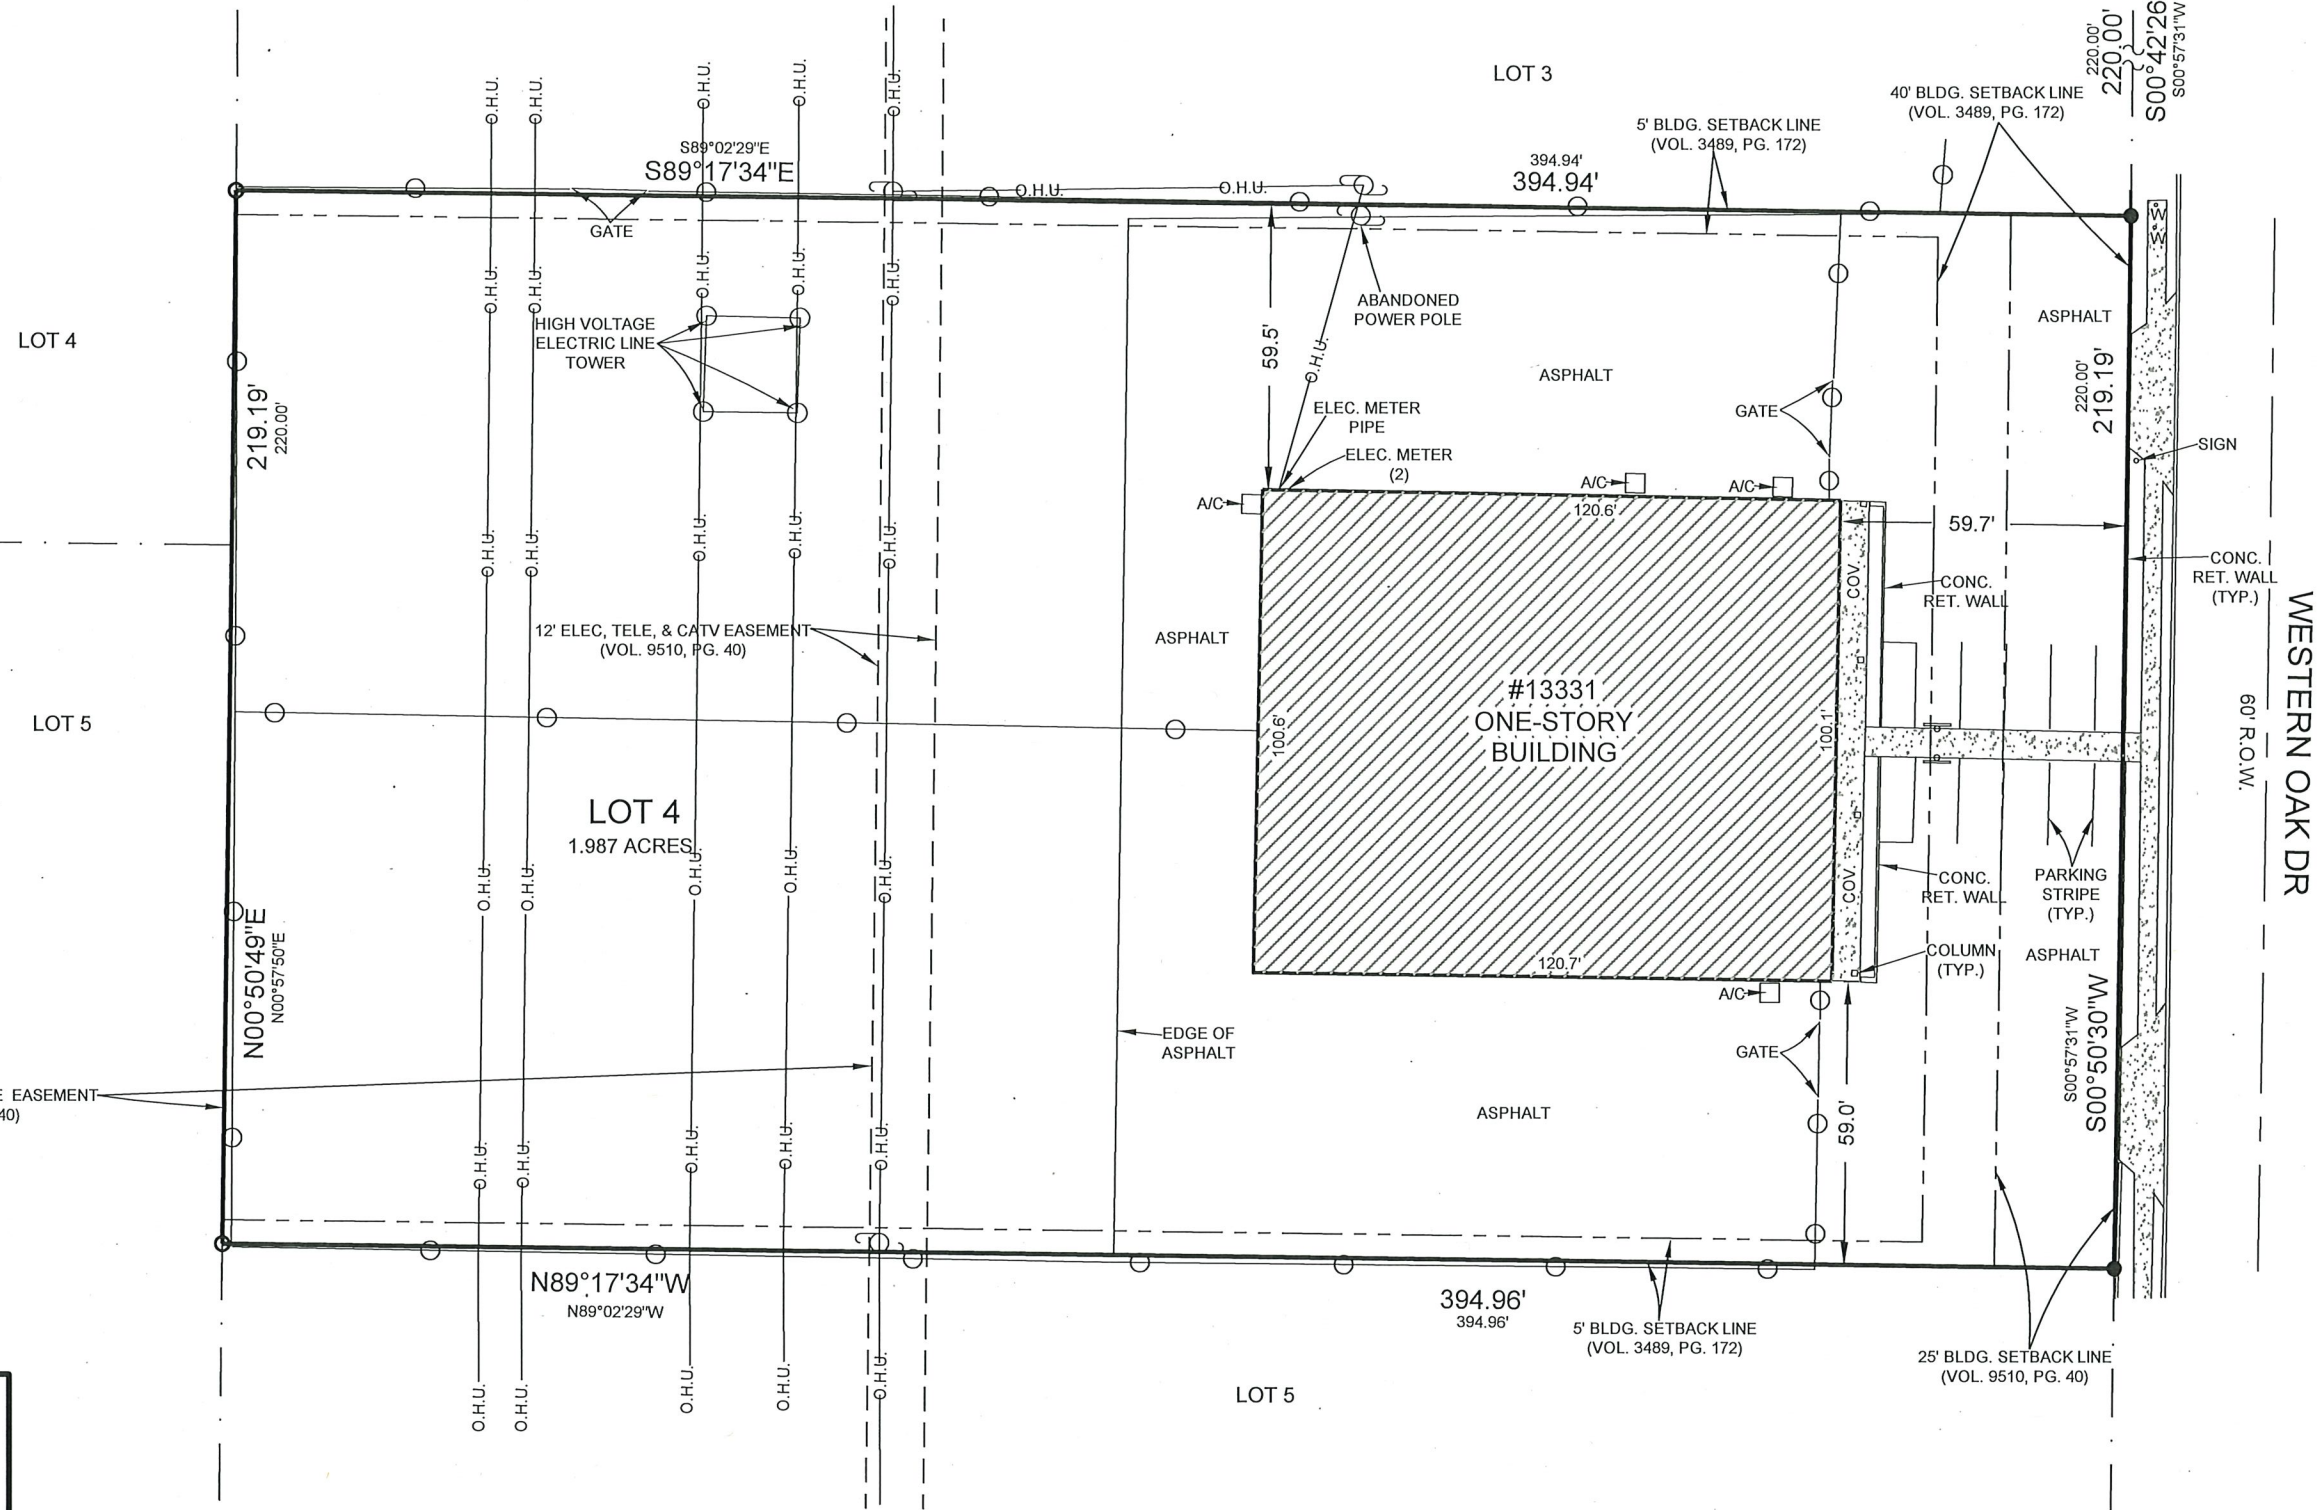 LOT 3
220.00'
220.00'
S00°42'26
S00°57'31"W
40' BLDG. SETBACK LINE
(VOL. 3489, PG. 172)
5' BLDG. SETBACK LINE
(VOL. 3489, PG. 172)
O.H.U.
O.H.U.
O.H.U.
O.H.U.
O.H.U.
S89°02'29"E
S89°17'34"E
394.94'
394.94'
O.H.U.
O.H.U.
GATE
W
W
O.H.U.
O.H.U.
O.H.U.
O.H.U.
O.H.U.
ABANDONED
POWER POLE
ASPHALT
HIGH VOLTAGE
ELECTRIC LINE
TOWER
LOT 4
59.5'
O.H.U.
ASPHALT
GATE
219.19'
220.00'
220.00'
219.19'
ELEC. METER
PIPE
ELEC. METER
(2)
SIGN
A/C
A/C
A/C
120.6'
59.7'
O.H.U.
O.H.U.
O.H.U.
O.H.U.
O.H.U.
COV.
CONC.
RET. WALL
CONC.
RET. WALL
(TYP.)
12' ELEC, TELE, & CATV EASEMENT
(VOL. 9510, PG. 40)
ASPHALT
LOT 5
#13331
ONE-STORY
BUILDING
100.6'
100.1'
WESTERN OAK DR
60' R.O.W.
LOT 4
1.987 ACRES
O.H.U.
O.H.U.
O.H.U.
O.H.U.
O.H.U.
COV.
CONC.
RET. WALL
PARKING
STRIPE
(TYP.)
COLUMN
(TYP.)
ASPHALT
120.7'
A/C
N00°50'49"E
N00°57'50"E
EDGE OF
ASPHALT
GATE
S00°57'31"W
S00°50'30"W
E EASEMENT
40)
ASPHALT
59.0'
O.H.U.
O.H.U.
O.H.U.
O.H.U.
O.H.U.
N89°17'34"W
N89°02'29"W
394.96'
394.96'
5' BLDG. SETBACK LINE
(VOL. 3489, PG. 172)
25' BLDG. SETBACK LINE
(VOL. 9510, PG. 40)
O.H.U.
O.H.U.
O.H.U.
O.H.U.
O.H.U.
LOT 5